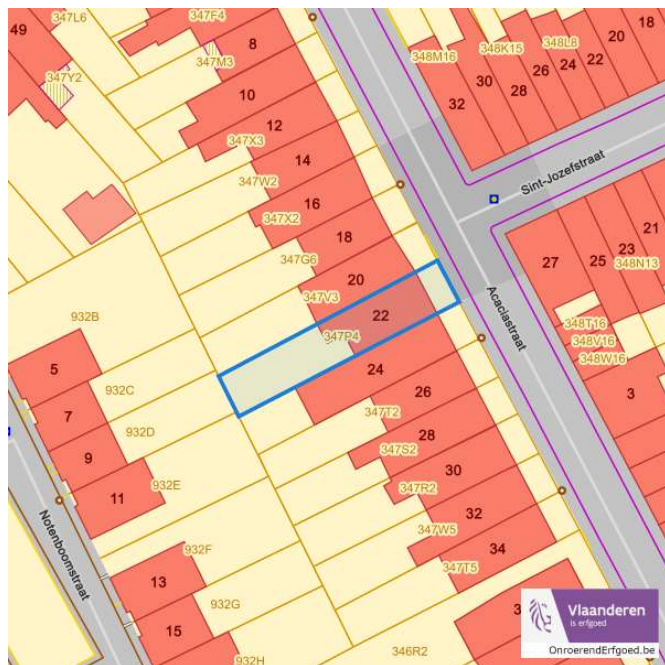 49
347L6
347F4
8
347M3
347Y2
10
12
347X3
14
347W2
16
347X2
18
347G6
20
347V3
22
347P4
24
26
347T2
28
347S2
30
347R2
32
347W5
34
347T5
346R2
348M16
348K15
348L8
18
20
22
24
26
28
30
32
Sint-Jozefstraat
Acaciastraat
27
25
23
21
348N13
348T16
348V16
348W16
3
932B
5
932C
7
932D
9
11
932E
932F
13
932G
15
932H
Notenboomstraat
Vlaanderen
is erfgoed
OnroerendErfgoed.be